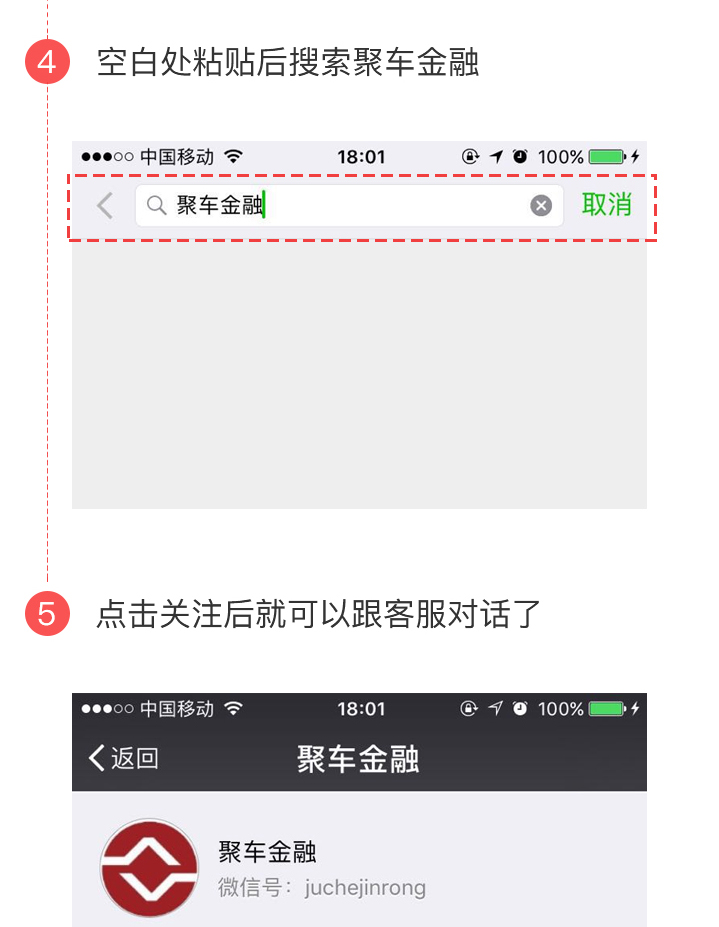 4 空白处粘贴后搜索聚车金融
中国移动 18:01 100%
聚车金融 取消
5 点击关注后就可以跟客服对话了
中国移动 18:01 100%
返回 聚车金融
聚车金融
微信号：juchejinrong